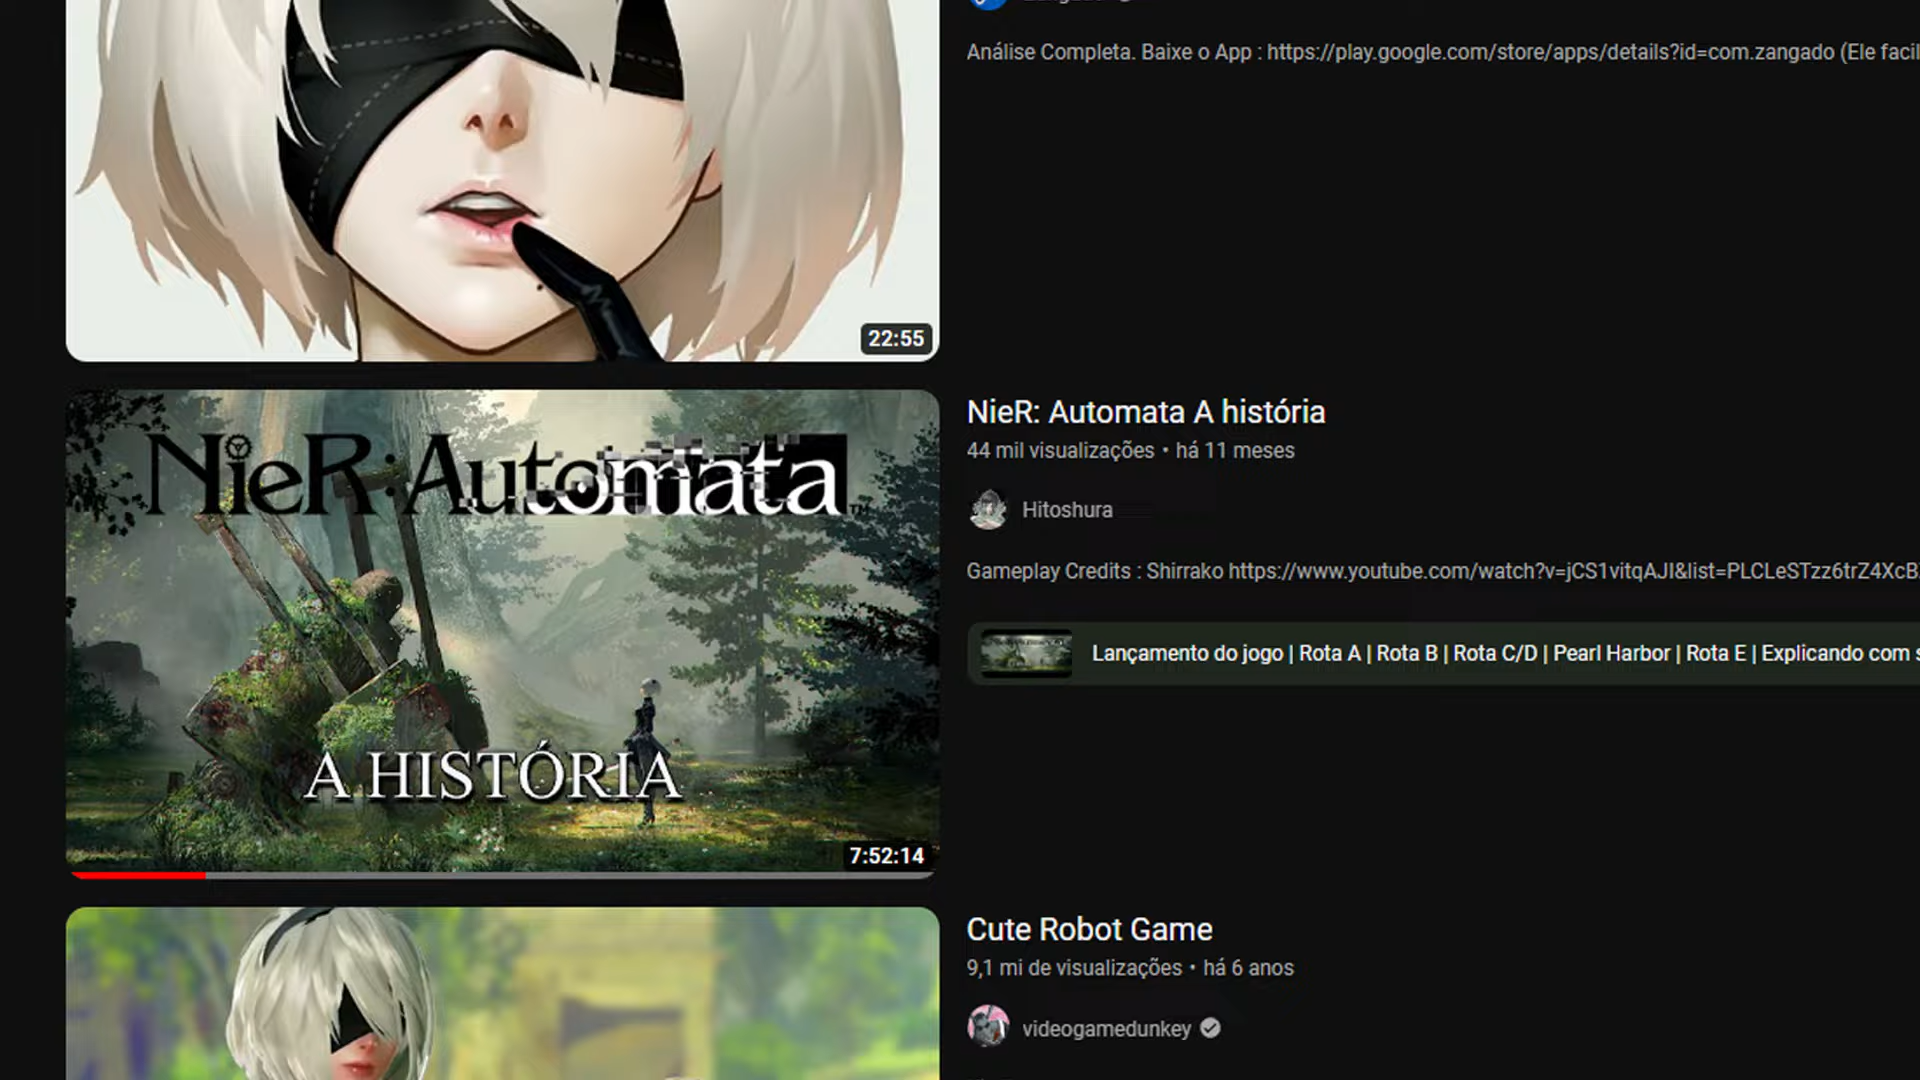 Análise Completa. Baixe o App : https://play.google.com/store/apps/details?id=com.zangado (Ele facil
22:55
NieR:Automata™
A HISTÓRIA
7:52:14
NieR: Automata A história
44 mil visualizações • há 11 meses
Hitoshura
Gameplay Credits : Shirrako https://www.youtube.com/watch?v=jCS1vitqAJI&list=PLCLeSTzz6trZ4XcB
Lançamento do jogo | Rota A | Rota B | Rota C/D | Pearl Harbor | Rota E | Explicando com s
Cute Robot Game
9,1 mi de visualizações • há 6 anos
videogamedunkey